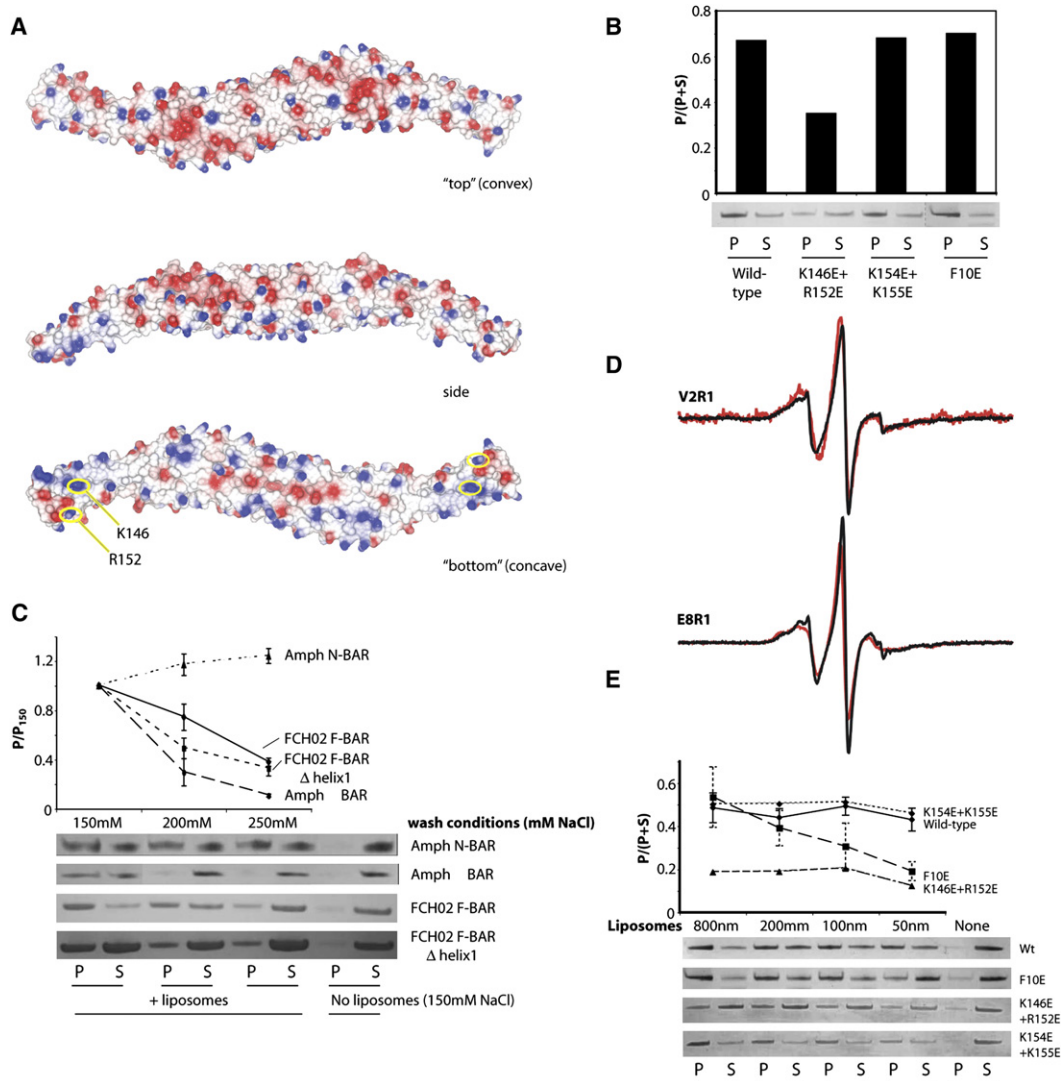 A
"top" (convex)
side
K146
R152
"bottom" (concave)
B
P/(P+S)
0.8
0.6
0.4
0.2
0
P S P S P S P S
Wild-
type
K146E+
R152E
K154E+
K155E
F10E
C
P/P150
1.2
0.8
0.4
0
Amph N-BAR
FCH02 F-BAR
FCH02 F-BAR
Δ helix1
Amph BAR
150mM 200mM 250mM
wash conditions (mM NaCl)
Amph N-BAR
Amph BAR
FCH02 F-BAR
FCH02 F-BAR
Δ helix1
P S P S P S P S
+ liposomes
No liposomes (150mM NaCl)
D
V2R1
E8R1
E
P/(P+S)
0.6
0.4
0.2
0
K154E+K155E
Wild-type
F10E
K146E+R152E
Liposomes 800nm 200nm 100nm 50nm None
Wt
F10E
K146E
+R152E
K154E
+K155E
P S P S P S P S P S